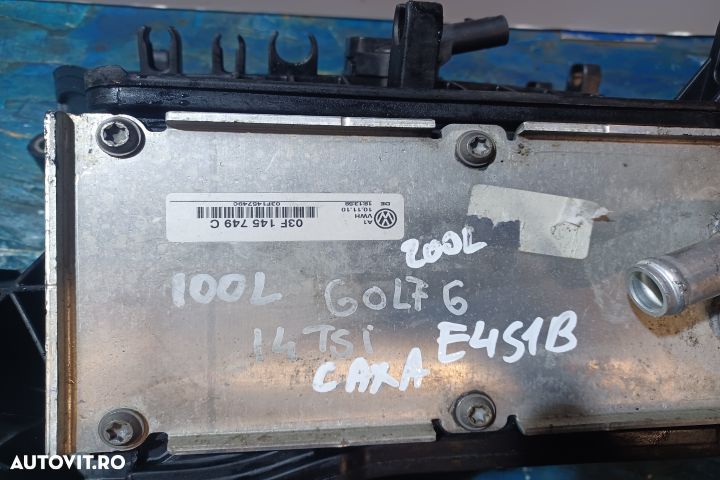 03F 145 749 C
03F145749C
A1
VWH
10.11.10
200L
100L GOLF 6
1.4 TSi E4S1B
CAXA
AUTOVIT.RO